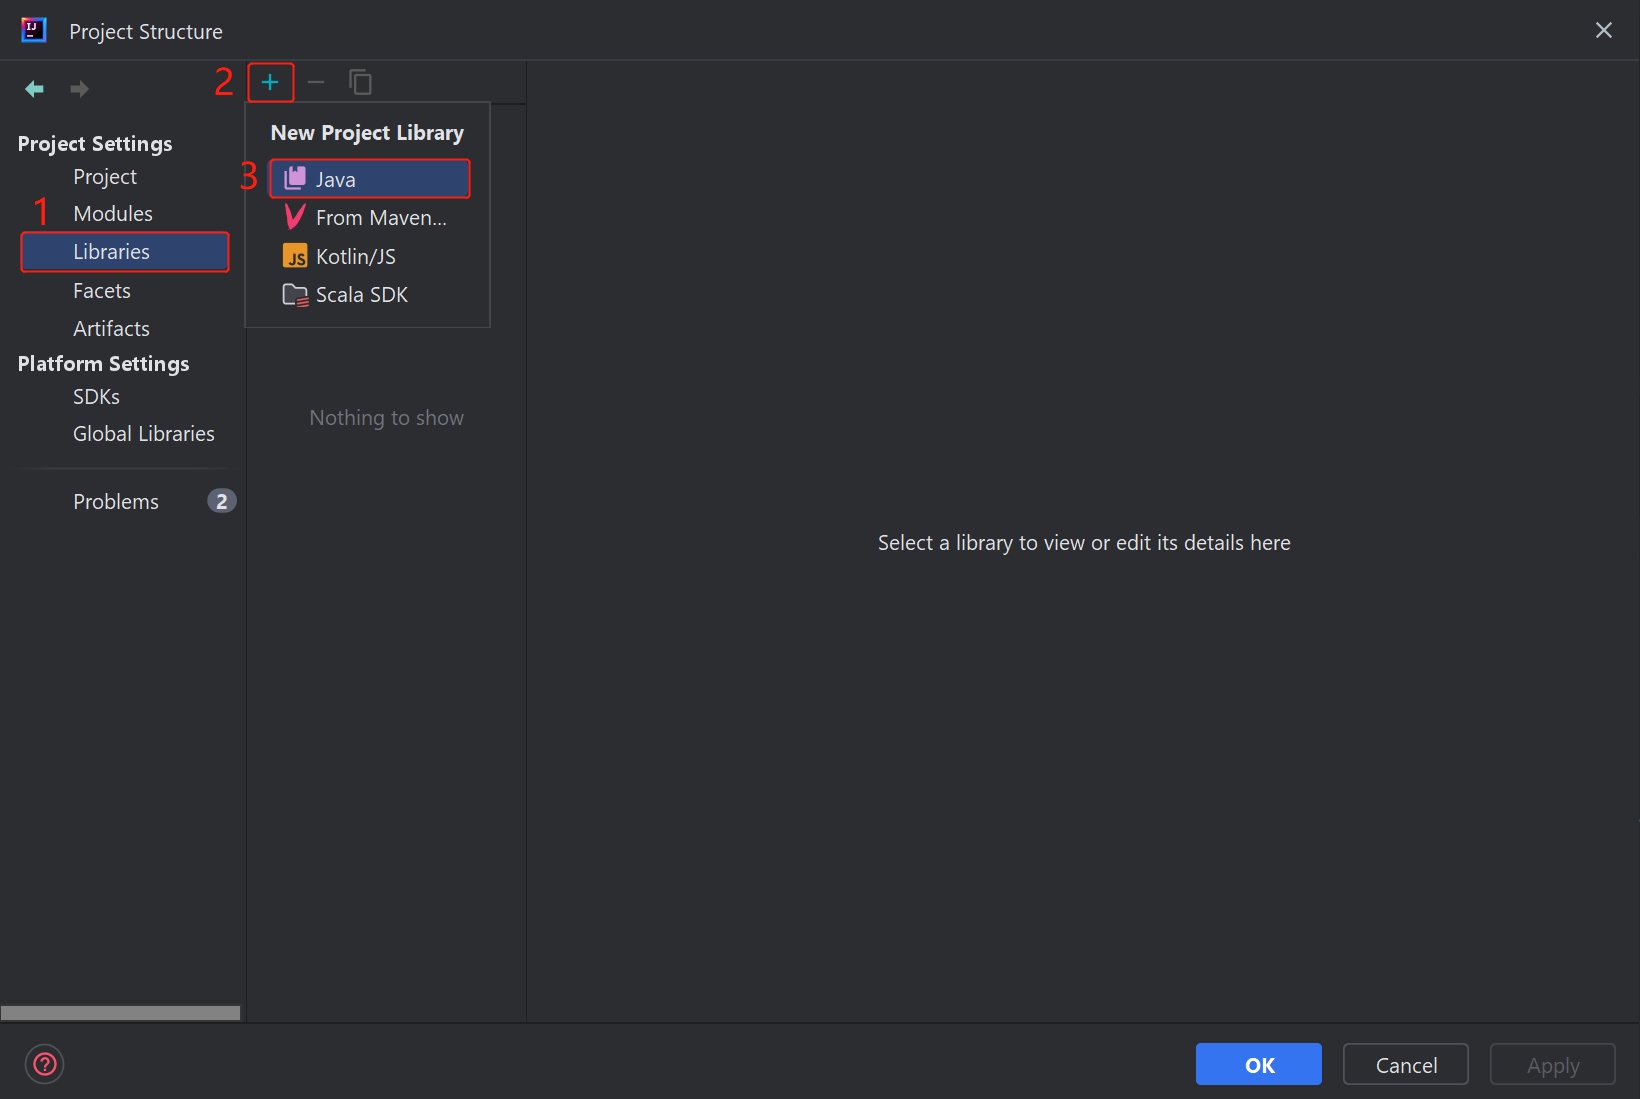 Project Structure
2
Project Settings
Project
1
Modules
Libraries
Facets
Artifacts
Platform Settings
SDKs
Global Libraries
Problems 2
New Project Library
3
Java
From Maven...
JS Kotlin/JS
Scala SDK
Nothing to show
Select a library to view or edit its details here
?
OK
Cancel
Apply
IJ